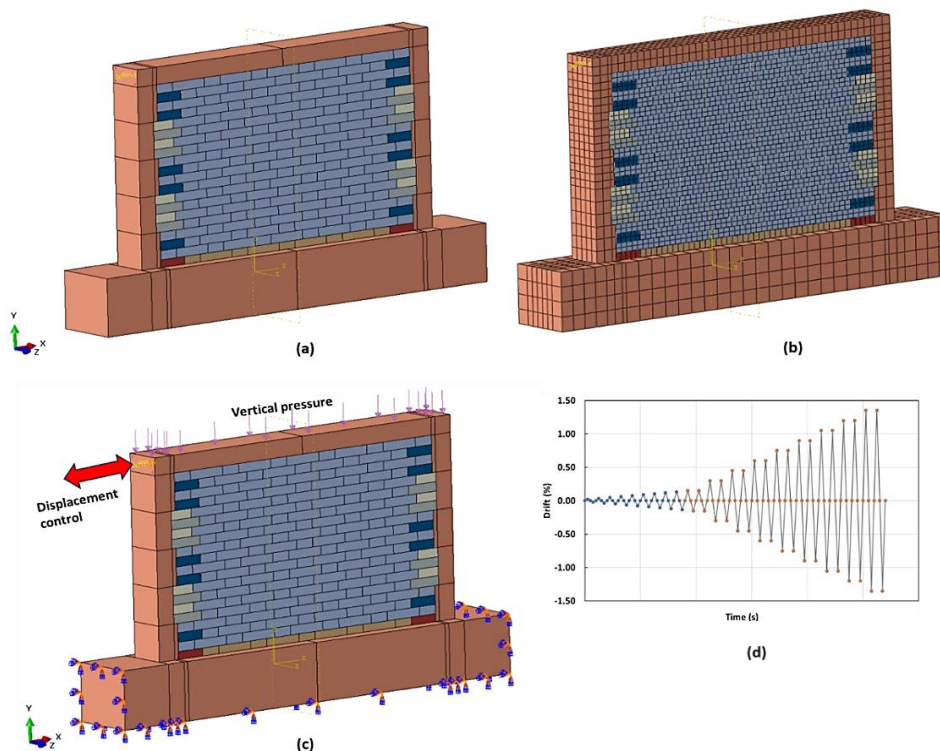 Y
X
Z
(a)
(b)
Vertical pressure
Displacement
control
Y
X
Z
(c)
1.50
1.00
0.50
0.00
-0.50
-1.00
-1.50
Drift (%)
Time (s)
(d)